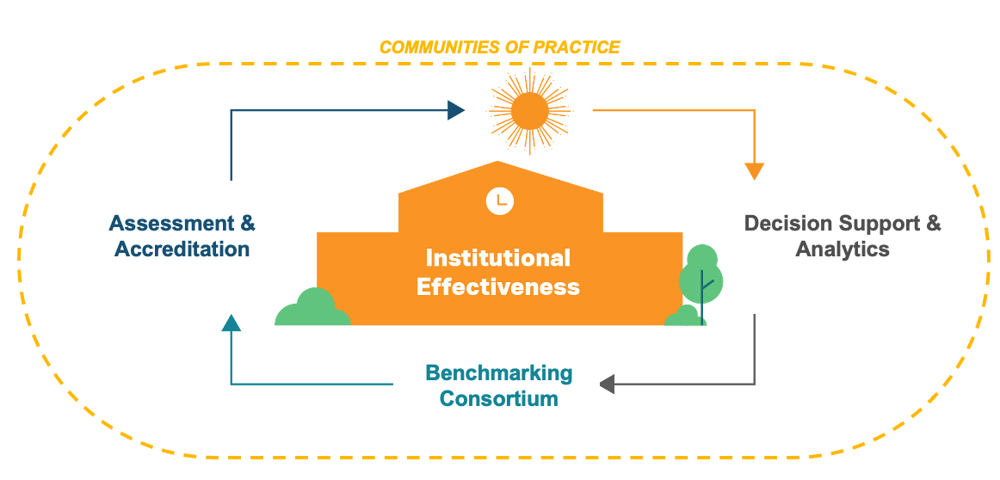 COMMUNITIES OF PRACTICE
Assessment &
Accreditation
Decision Support &
Analytics
Institutional
Effectiveness
Benchmarking
Consortium